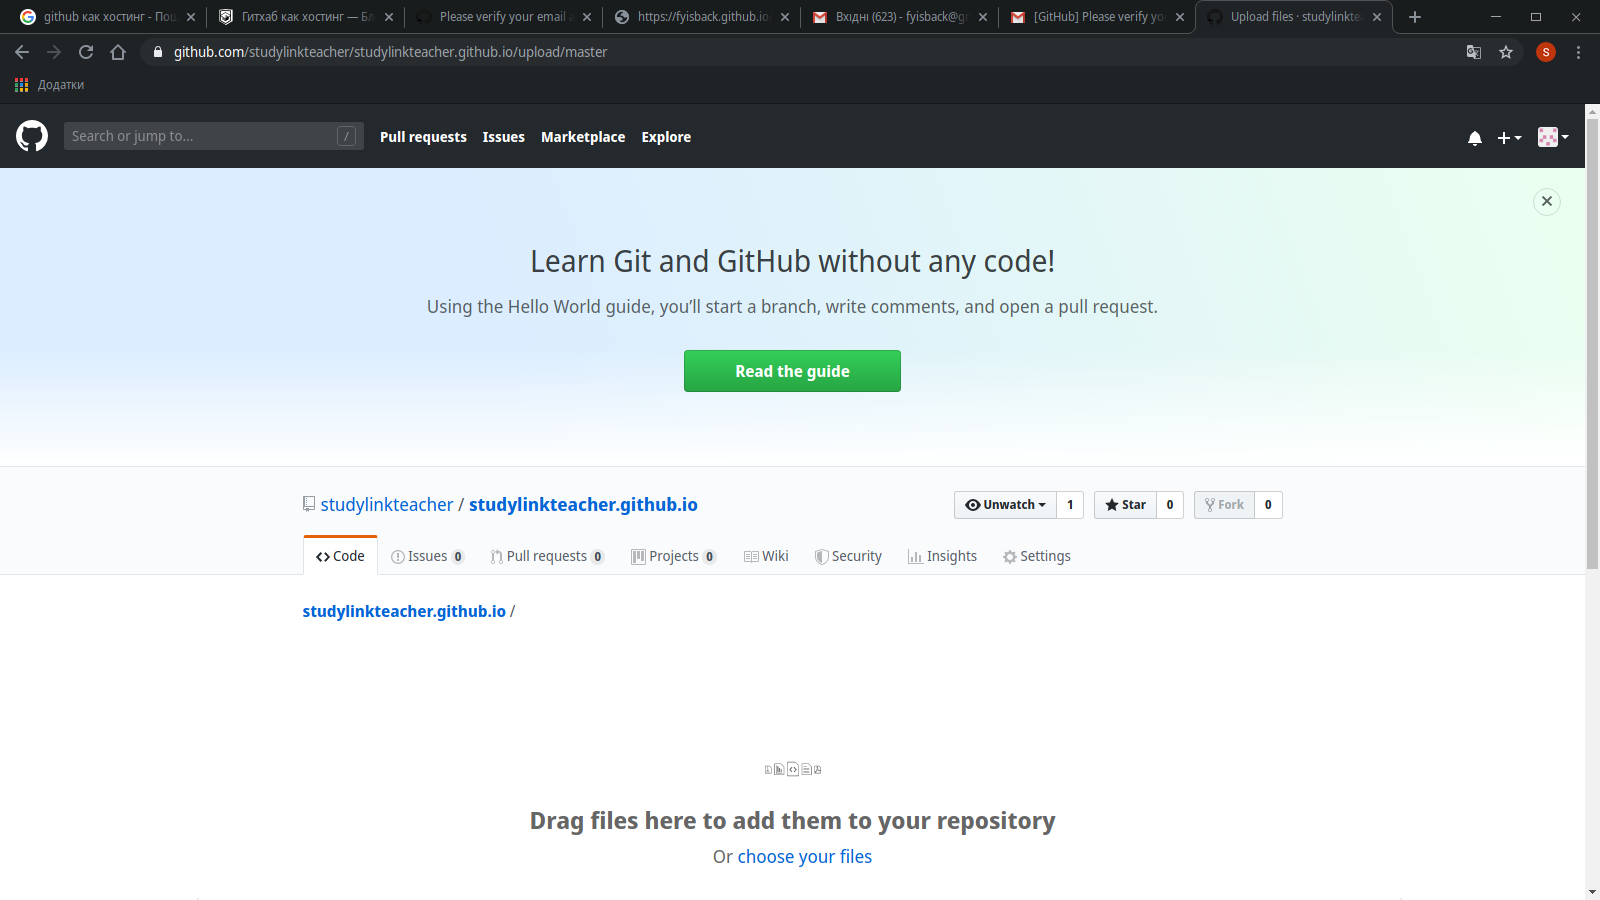 github как хостинг - Пош
Гитхаб как хостинг — Бл
Please verify your email a
https://fyisback.github.io
Вхідні (623) - fyisback@gm
[GitHub] Please verify yo
Upload files · studylinkte
github.com/studylinkteacher/studylinkteacher.github.io/upload/master
S
Додатки
Search or jump to...
/
Pull requests
Issues
Marketplace
Explore
Learn Git and GitHub without any code!
Using the Hello World guide, you’ll start a branch, write comments, and open a pull request.
Read the guide
studylinkteacher / studylinkteacher.github.io
Unwatch 1
Star 0
Fork 0
Code
Issues 0
Pull requests 0
Projects 0
Wiki
Security
Insights
Settings
studylinkteacher.github.io /
Drag files here to add them to your repository
Or choose your files